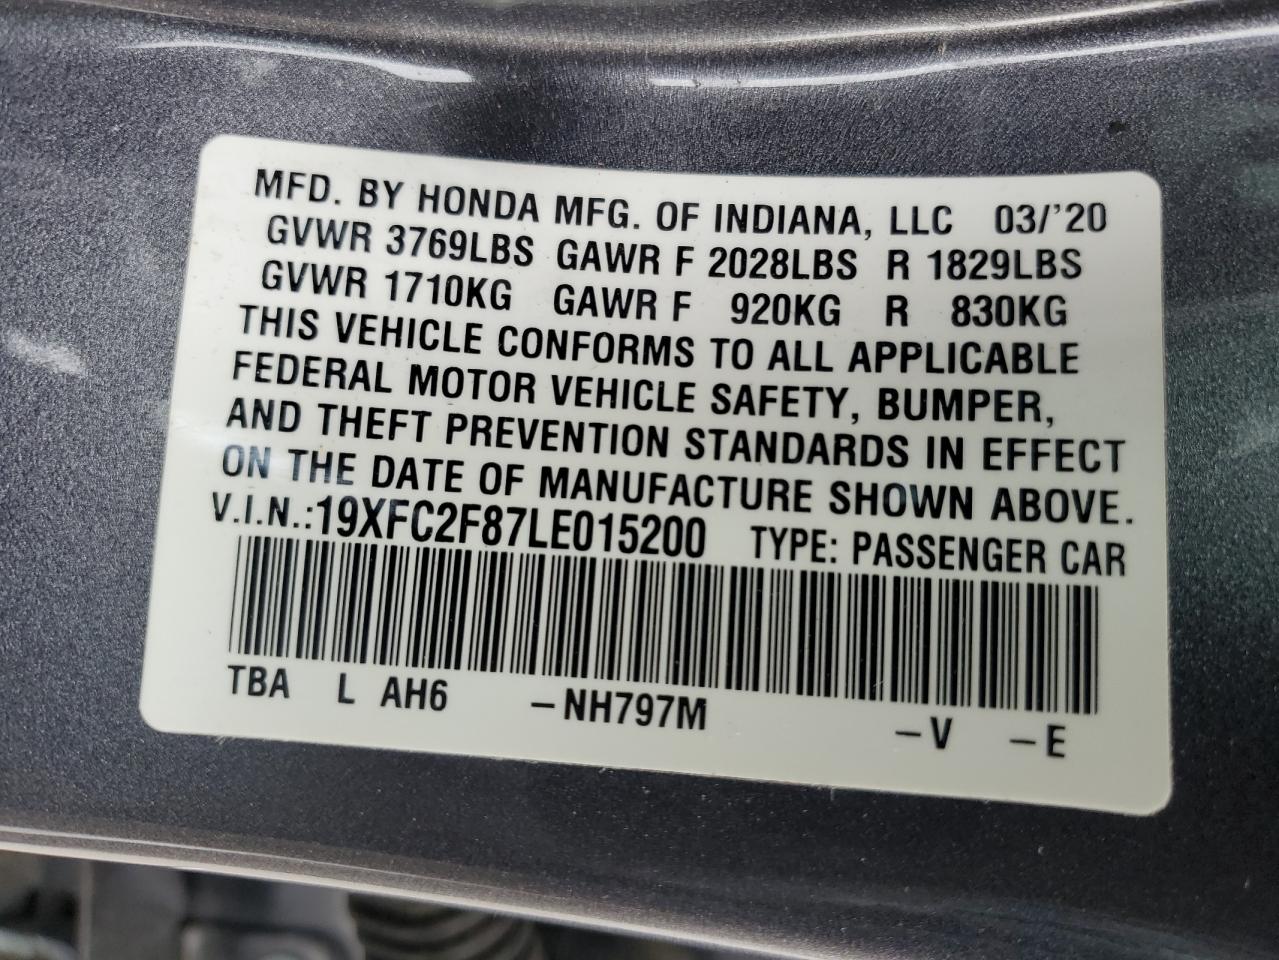 MFD. BY HONDA MFG. OF INDIANA, LLC 03/'20
GVWR 3769LBS GAWR F 2028LBS R 1829LBS
GVWR 1710KG GAWR F 920KG R 830KG
THIS VEHICLE CONFORMS TO ALL APPLICABLE
FEDERAL MOTOR VEHICLE SAFETY, BUMPER,
AND THEFT PREVENTION STANDARDS IN EFFECT
ON THE DATE OF MANUFACTURE SHOWN ABOVE.
V.I.N.:19XFC2F87LE015200 TYPE: PASSENGER CAR
TBA L AH6 –NH797M –V –E